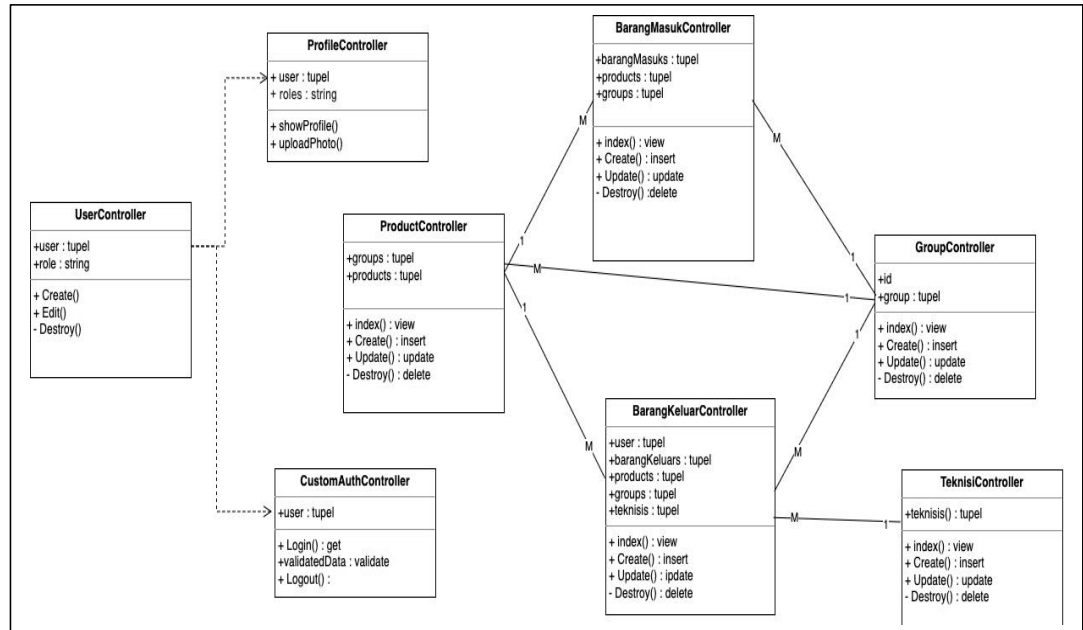 ProfileController
+ user : tupel
+ roles : string
+ showProfile()
+ uploadPhoto()
BarangMasukController
+barangMasuks : tupel
+products : tupel
+groups : tupel
+ index() : view
+ Create() : insert
+ Update() : update
- Destroy() :delete
UserController
+user : tupel
+role : string
+ Create()
+ Edit()
- Destroy()
ProductController
+groups : tupel
+products : tupel
+ index() : view
+ Create() : insert
+ Update() : update
- Destroy() : delete
GroupController
+id
+group : tupel
+ index() : view
+ Create() : insert
+ Update() : update
- Destroy() : delete
M
1
M
1
M
1
1
M
1
M
BarangKeluarController
+user : tupel
+barangKeluars : tupel
+products : tupel
+groups : tupel
+teknisis : tupel
+ index() : view
+ Create() : insert
+ Update() : ipdate
- Destroy() : delete
M
1
CustomAuthController
+user : tupel
+ Login() : get
+validatedData : validate
+ Logout() :
TeknisiController
+teknisis() : tupel
+ index() : view
+ Create() : insert
+ Update() : update
- Destroy() : delete